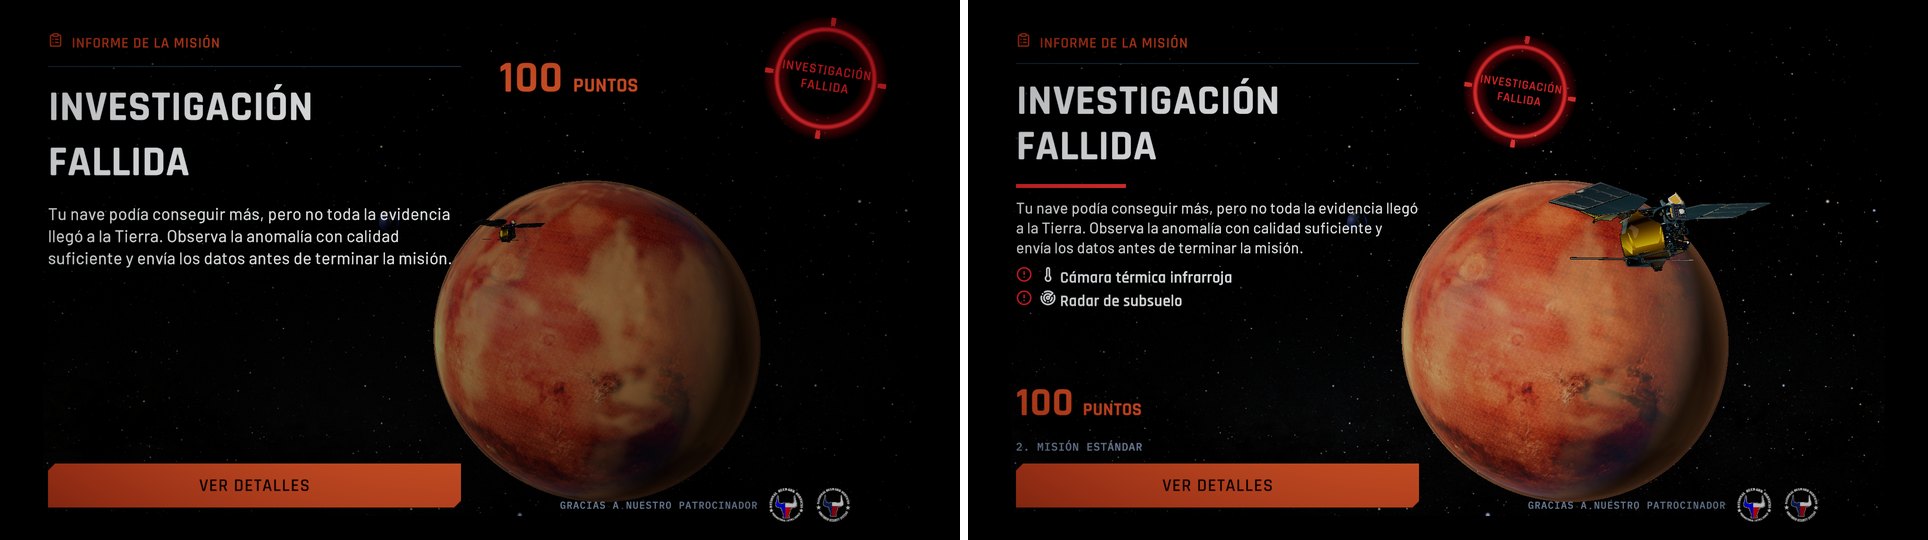 INFORME DE LA MISIÓN
INVESTIGACIÓN
FALLIDA
Tu nave podía conseguir más, pero no toda la evidencia
llegó a la Tierra. Observa la anomalía con calidad
suficiente y envía los datos antes de terminar la misión.
VER DETALLES
100 PUNTOS
INVESTIGACIÓN
FALLIDA
GRACIAS A NUESTRO PATROCINADOR
INFORME DE LA MISIÓN
INVESTIGACIÓN
FALLIDA
Tu nave podía conseguir más, pero no toda la evidencia llegó
a la Tierra. Observa la anomalía con calidad suficiente y
envía los datos antes de terminar la misión.
Cámara térmica infrarroja
Radar de subsuelo
100 PUNTOS
2. MISIÓN ESTÁNDAR
VER DETALLES
INVESTIGACIÓN
FALLIDA
GRACIAS A NUESTRO PATROCINADOR